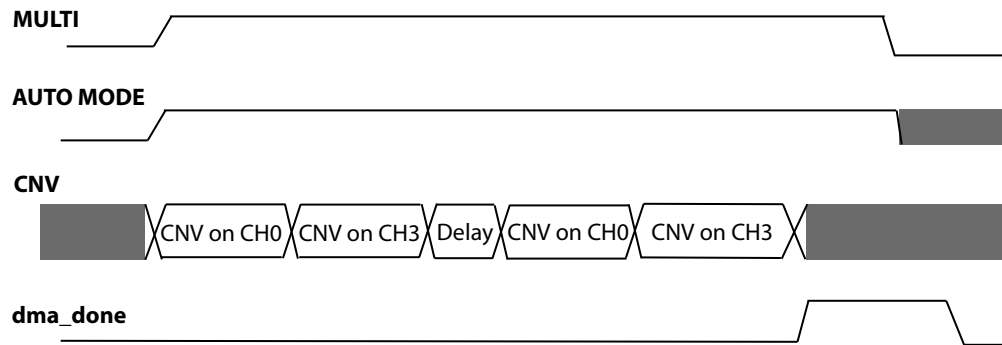 MULTI
AUTO MODE
CNV
CNV on CH0 CNV on CH3 Delay CNV on CH0 CNV on CH3
dma_done